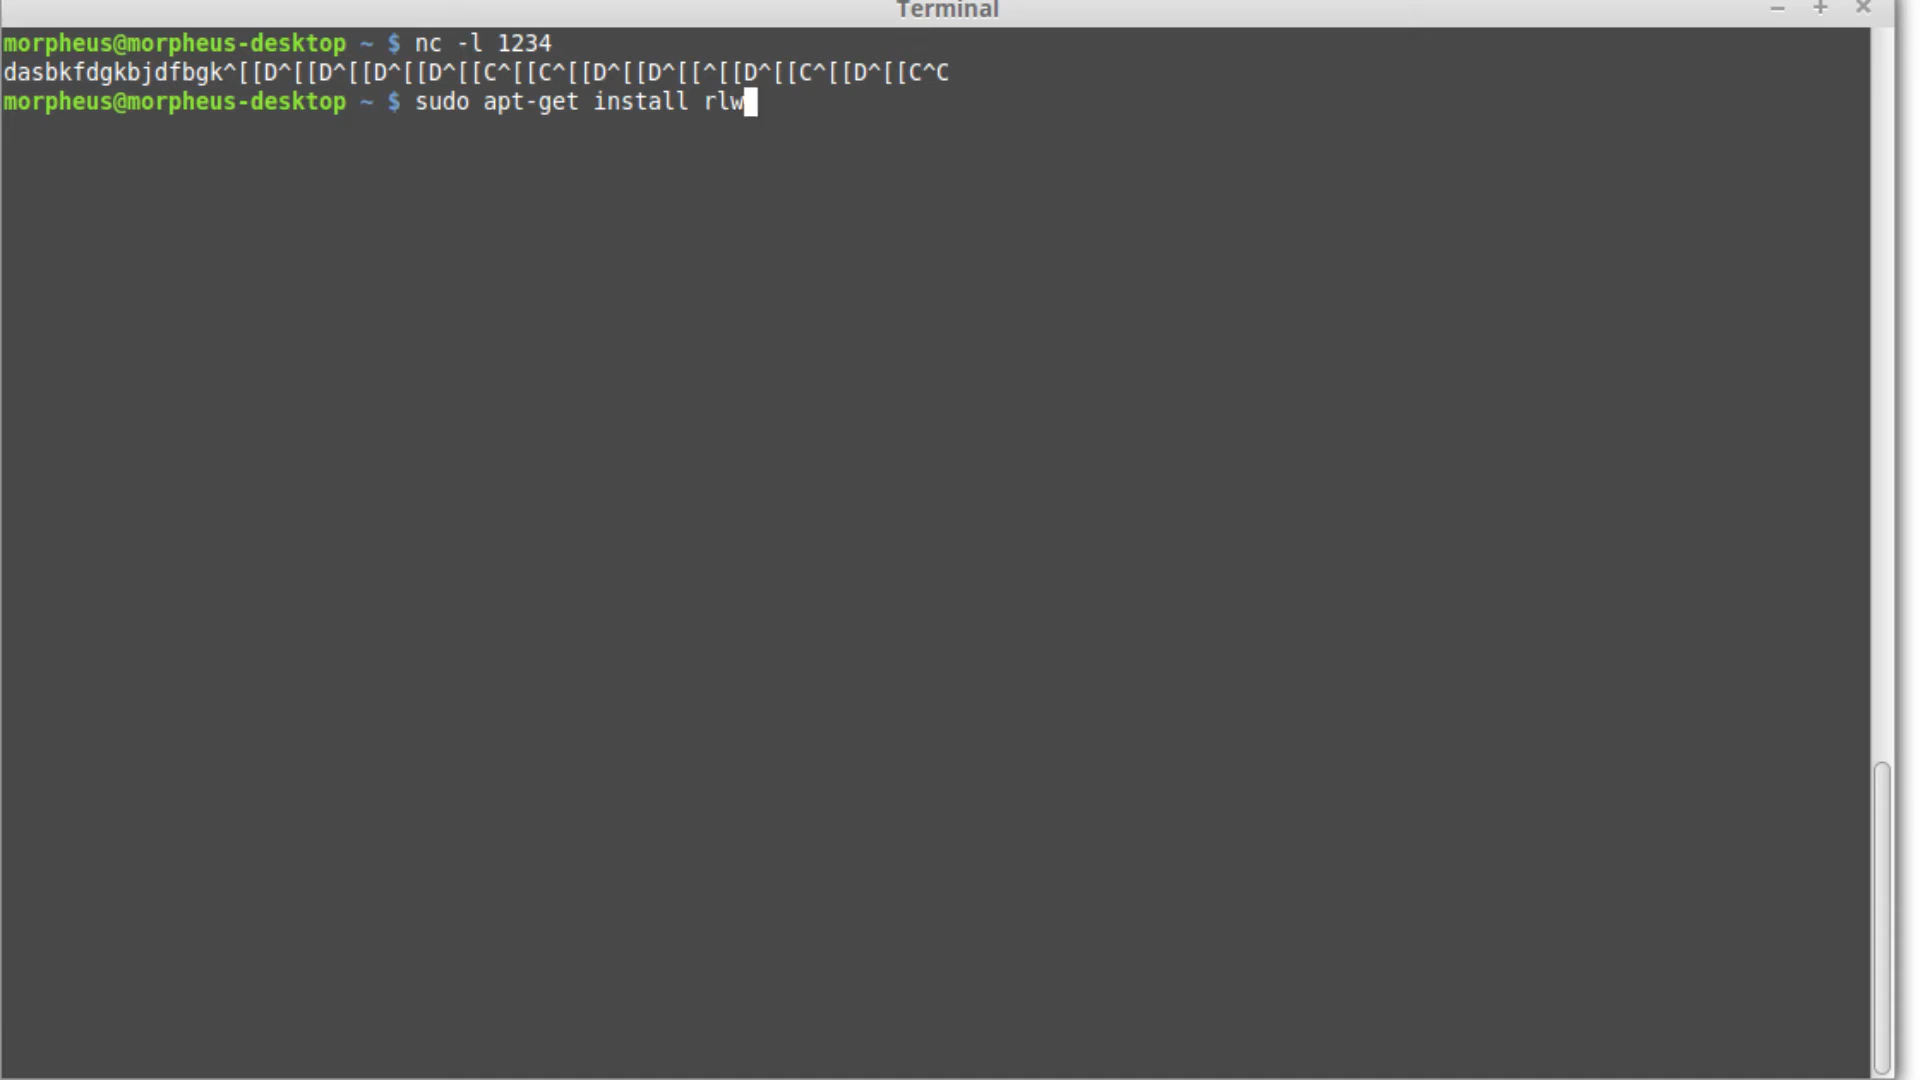 Terminal
morpheus@morpheus-desktop ~ $ nc -l 1234
dasbkfdgkbjdfbgk^[[D^[[D^[[D^[[D^[[C^[[C^[[D^[[D^[[^[[D^[[C^[[D^[[C^C
morpheus@morpheus-desktop ~ $ sudo apt-get install rlw